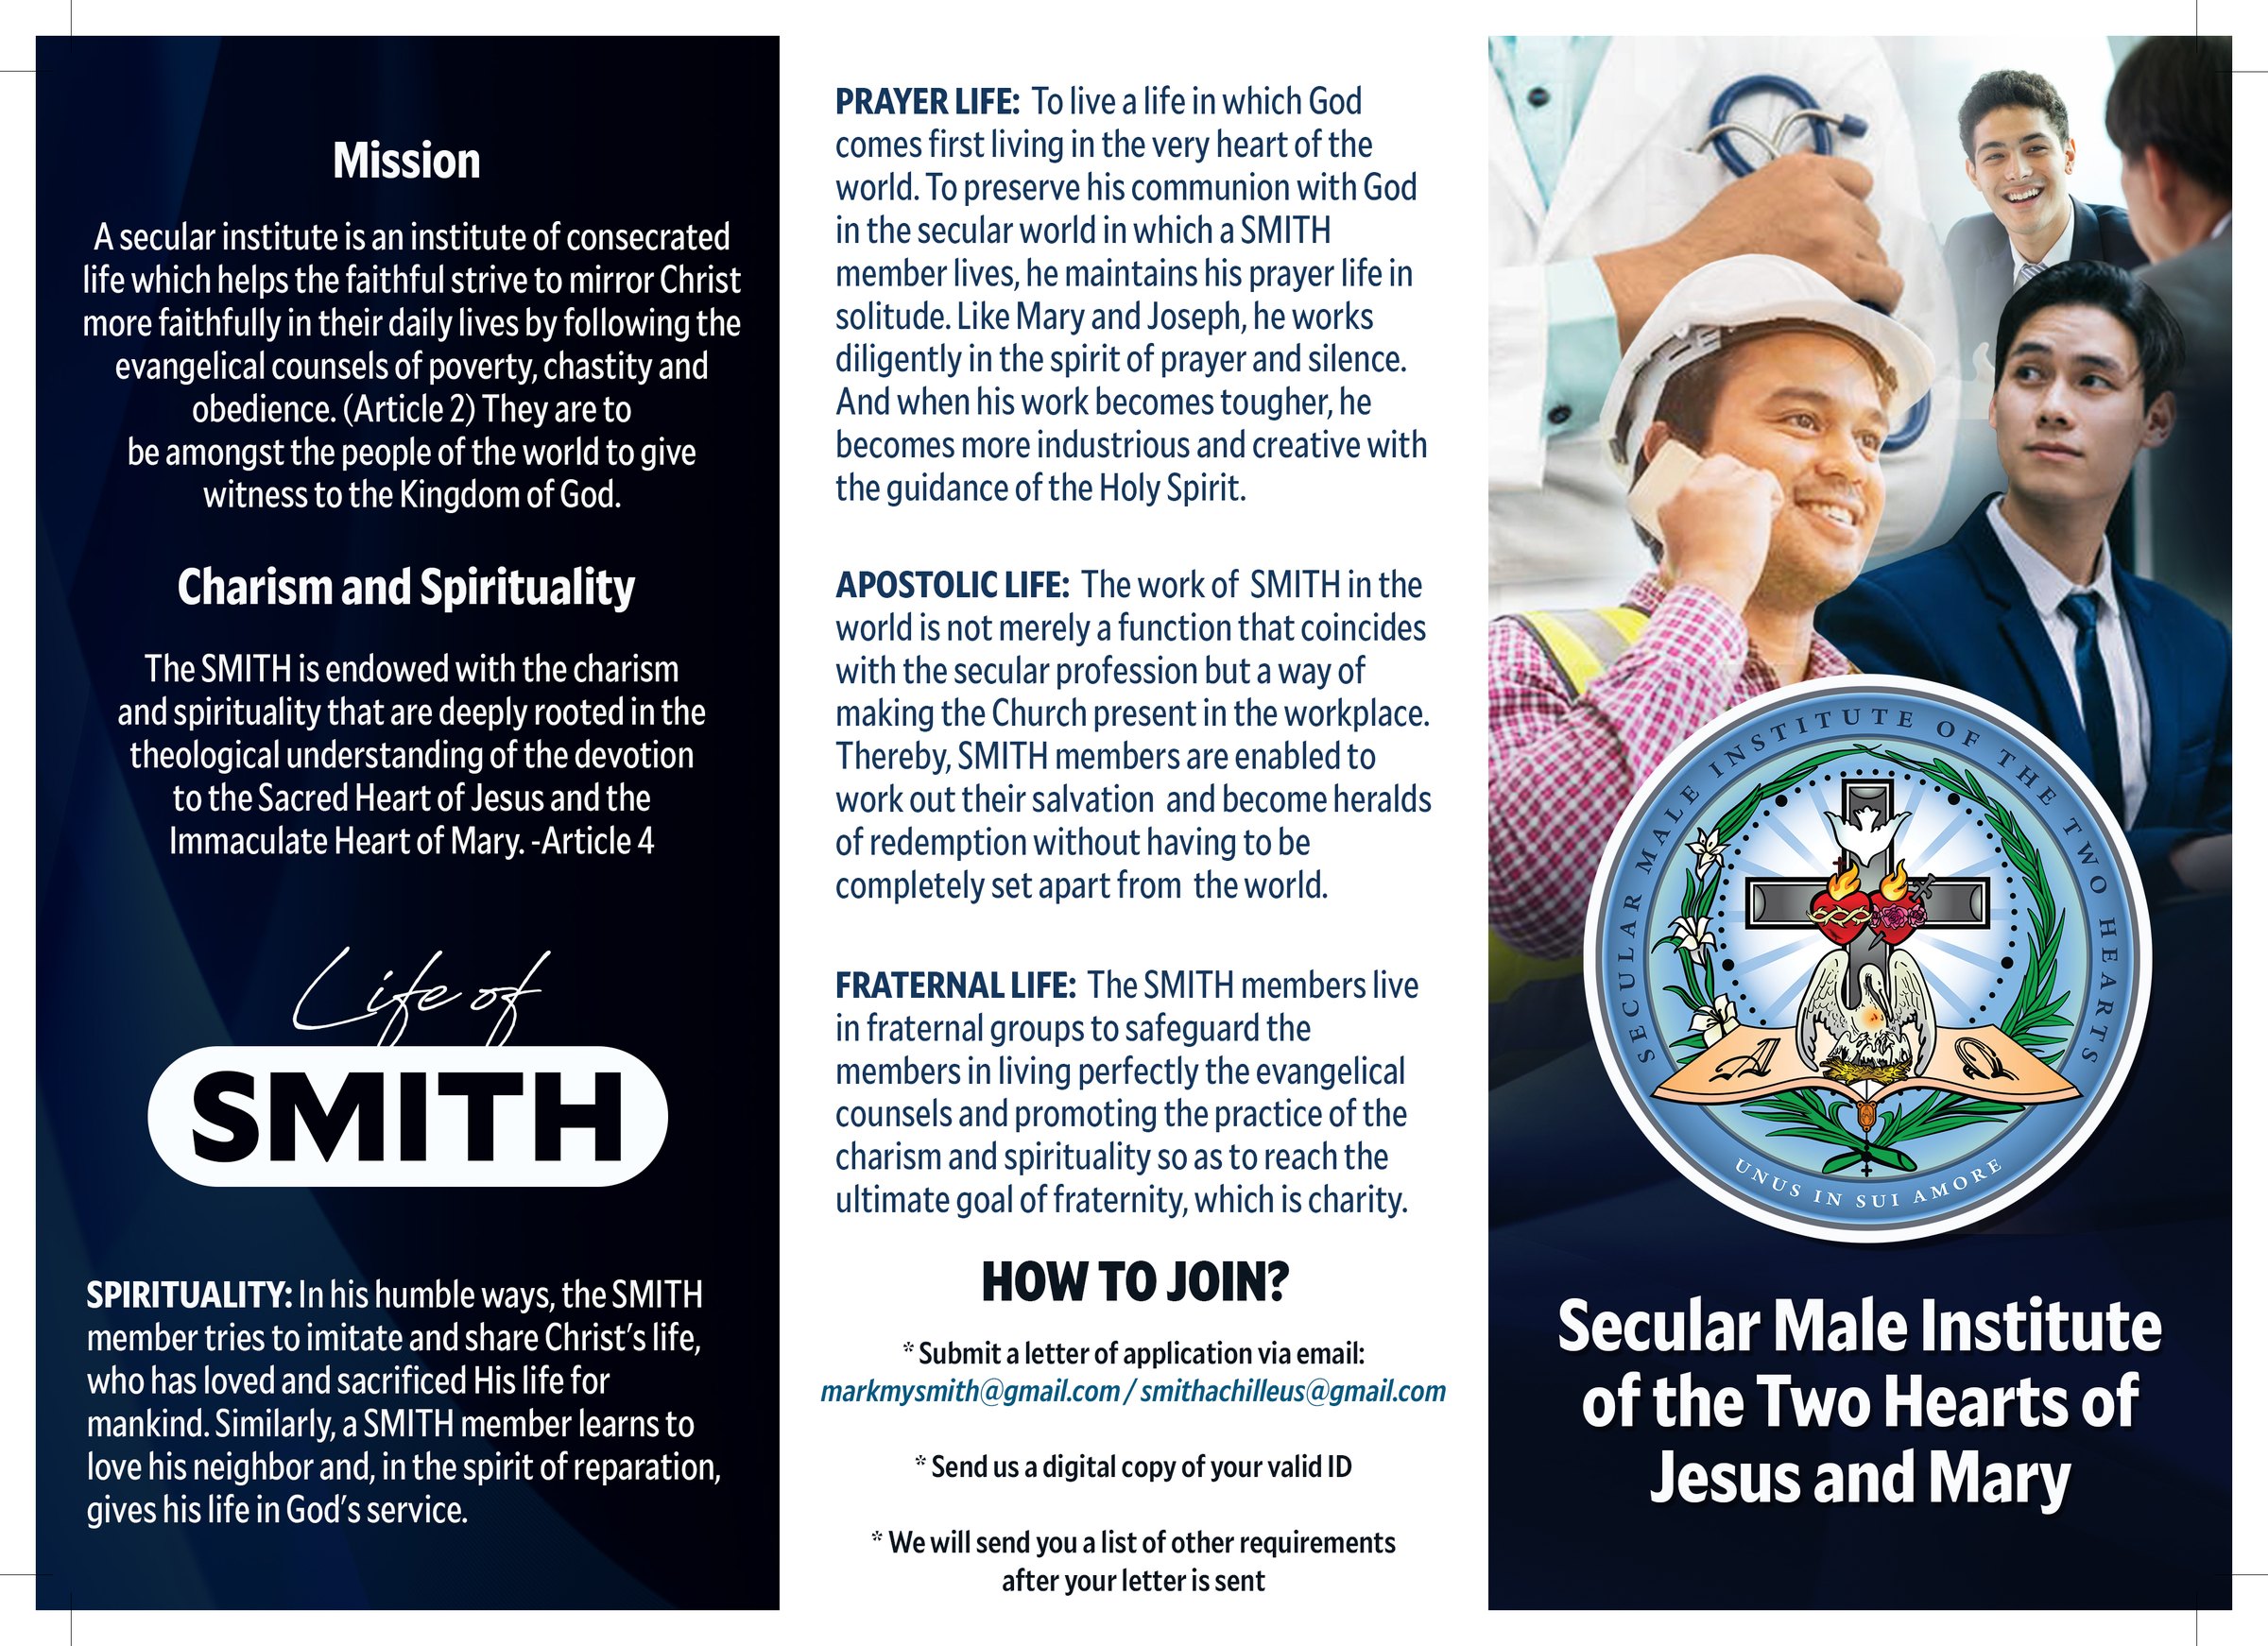 Mission
A secular institute is an institute of consecrated
life which helps the faithful strive to mirror Christ
more faithfully in their daily lives by following the
evangelical counsels of poverty, chastity and
obedience. (Article 2) They are to
be amongst the people of the world to give
witness to the Kingdom of God.
Charism and Spirituality
The SMITH is endowed with the charism
and spirituality that are deeply rooted in the
theological understanding of the devotion
to the Sacred Heart of Jesus and the
Immaculate Heart of Mary. -Article 4
Life of
SMITH
SPIRITUALITY: In his humble ways, the SMITH
member tries to imitate and share Christ's life,
who has loved and sacrificed His life for
mankind. Similarly, a SMITH member learns to
love his neighbor and, in the spirit of reparation,
gives his life in God's service.
PRAYER LIFE: To live a life in which God
comes first living in the very heart of the
world. To preserve his communion with God
in the secular world in which a SMITH
member lives, he maintains his prayer life in
solitude. Like Mary and Joseph, he works
diligently in the spirit of prayer and silence.
And when his work becomes tougher, he
becomes more industrious and creative with
the guidance of the Holy Spirit.
APOSTOLIC LIFE: The work of SMITH in the
world is not merely a function that coincides
with the secular profession but a way of
making the Church present in the workplace.
Thereby, SMITH members are enabled to
work out their salvation and become heralds
of redemption without having to be
completely set apart from the world.
FRATERNAL LIFE: The SMITH members live
in fraternal groups to safeguard the
members in living perfectly the evangelical
counsels and promoting the practice of the
charism and spirituality so as to reach the
ultimate goal of fraternity, which is charity.
HOW TO JOIN?
* Submit a letter of application via email:
markmysmith@gmail.com / smithachilleus@gmail.com
* Send us a digital copy of your valid ID
* We will send you a list of other requirements
after your letter is sent
SECULAR MALE INSTITUTE OF THE TWO HEARTS
A Ω
UNUS IN SUI AMORE
Secular Male Institute
of the Two Hearts of
Jesus and Mary